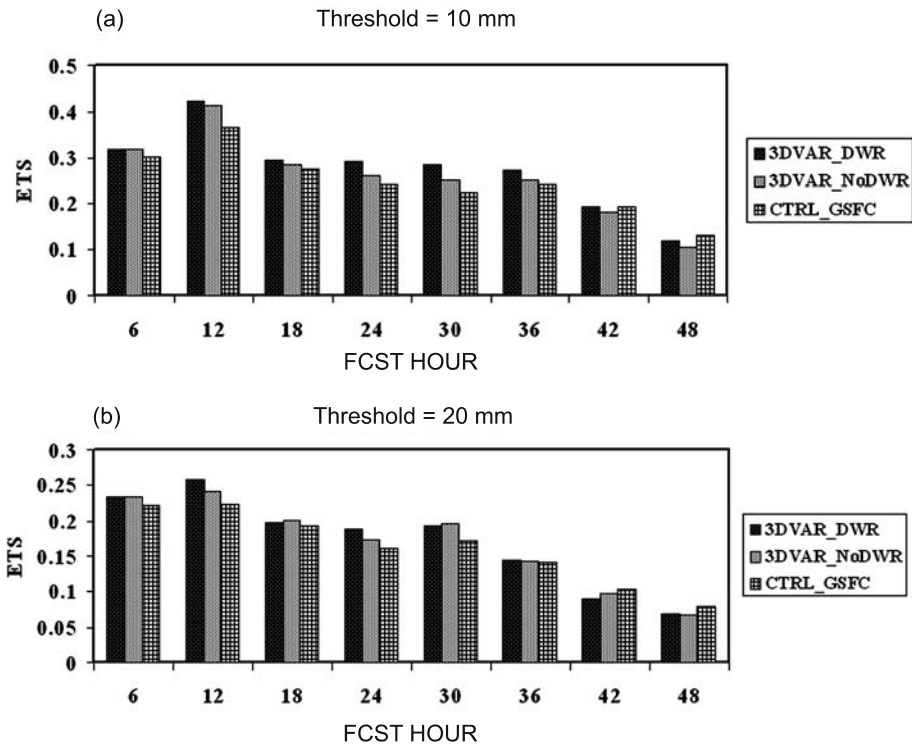 (a) Threshold = 10 mm
0.5
0.4
0.3
0.2
0.1
0
ETS
6 12 18 24 30 36 42 48
FCST HOUR
3DVAR_DWR
3DVAR_NoDWR
CTRL_GSFC
(b) Threshold = 20 mm
0.3
0.25
0.2
0.15
0.1
0.05
0
ETS
6 12 18 24 30 36 42 48
FCST HOUR
3DVAR_DWR
3DVAR_NoDWR
CTRL_GSFC